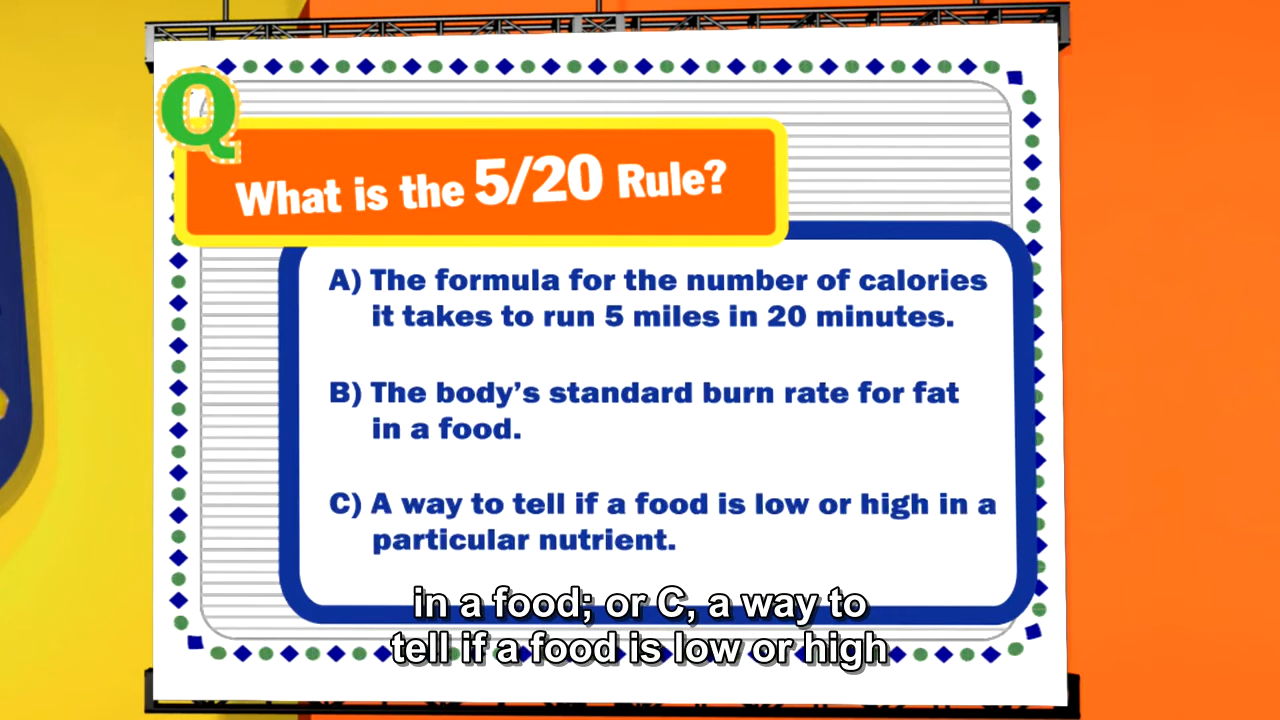 Q
What is the 5/20 Rule?
A) The formula for the number of calories
it takes to run 5 miles in 20 minutes.
B) The body's standard burn rate for fat
in a food.
C) A way to tell if a food is low or high in a
particular nutrient.
in a food; or C, a way to
tell if a food is low or high